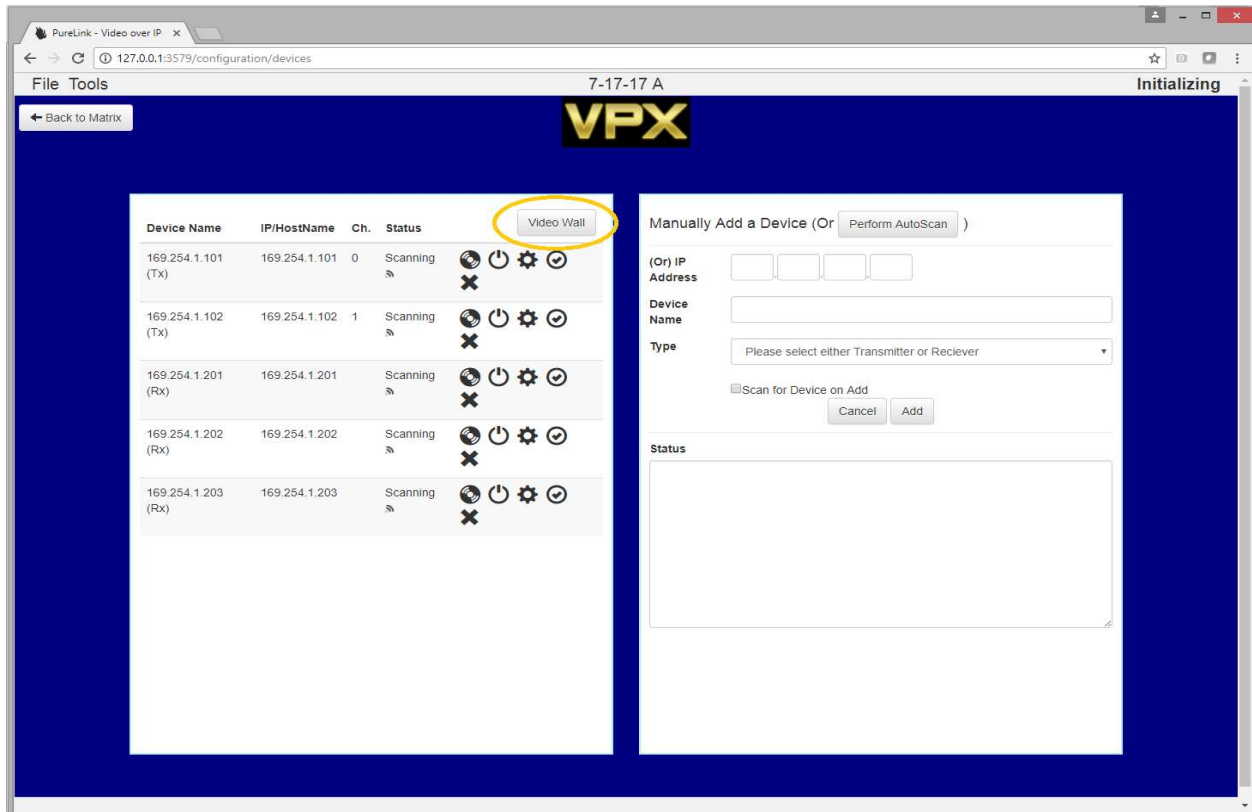 PureLink - Video over IP
127.0.0.1:3579/configuration/devices
File Tools 7-17-17 A Initializing
Back to Matrix
VPX
Video Wall
Device Name IP/HostName Ch. Status
169.254.1.101 169.254.1.101 0 Scanning
(Tx)
169.254.1.102 169.254.1.102 1 Scanning
(Tx)
169.254.1.201 169.254.1.201 Scanning
(Rx)
169.254.1.202 169.254.1.202 Scanning
(Rx)
169.254.1.203 169.254.1.203 Scanning
(Rx)
Manually Add a Device (Or Perform AutoScan )
(Or) IP
Address
Device
Name
Type Please select either Transmitter or Reciever
Scan for Device on Add
Cancel Add
Status